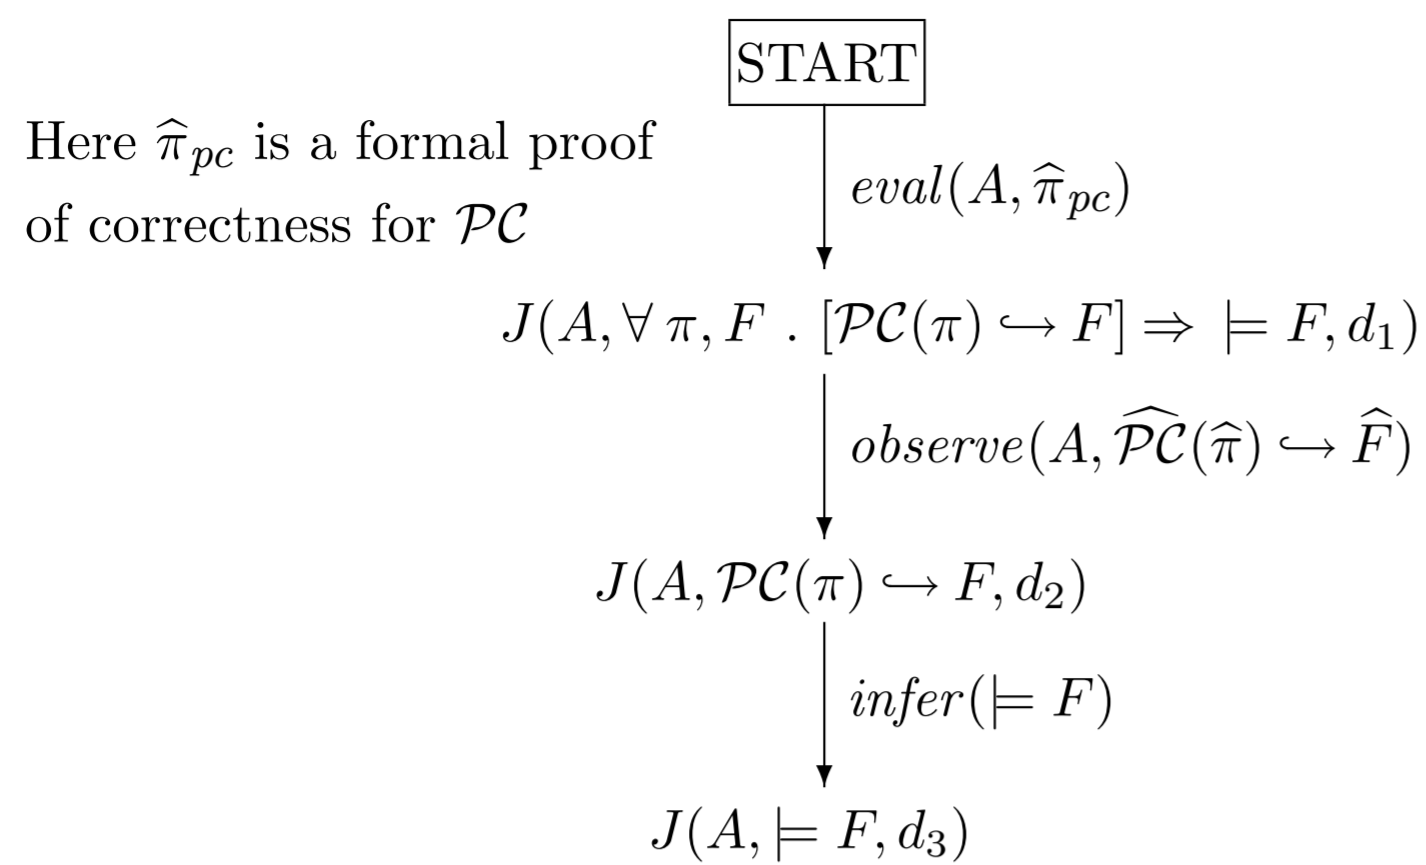 START
Here π̂_pc is a formal proof
of correctness for 𝒫𝒞
eval(A, π̂_pc)
J(A, ∀ π, F . [𝒫𝒞(π) ↪ F] ⇒ ⊨ F, d₁)
observe(A, 𝒫𝒞̂(π̂) ↪ F̂)
J(A, 𝒫𝒞(π) ↪ F, d₂)
infer(⊨ F)
J(A, ⊨ F, d₃)